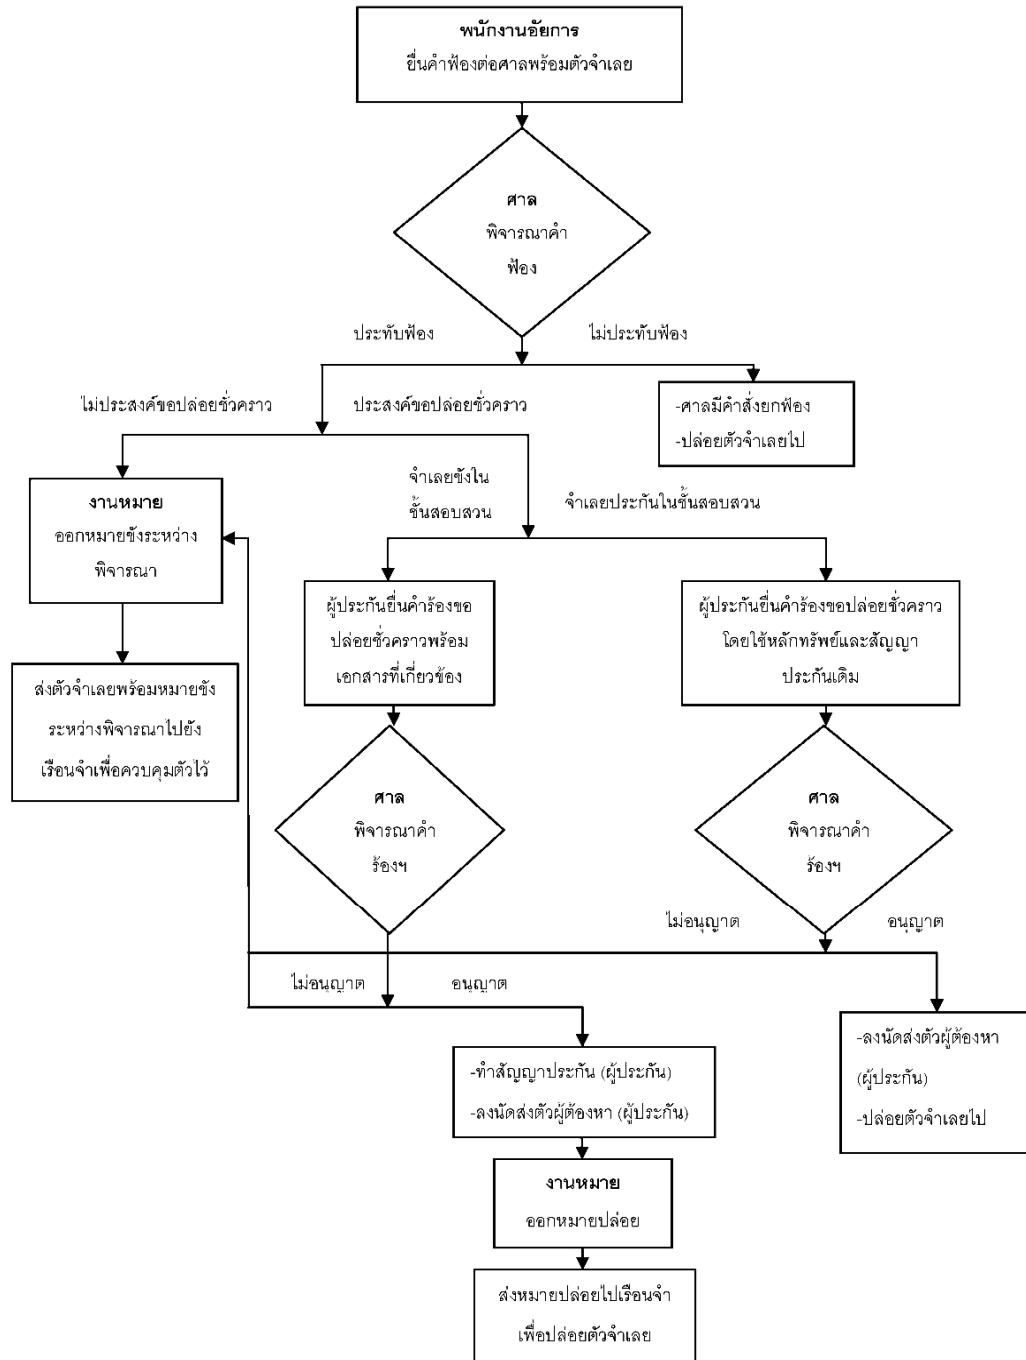 พนักงานอัยการ
ยื่นคำฟ้องต่อศาลพร้อมตัวจำเลย
ศาล
พิจารณาคำ
ฟ้อง
ประทับฟ้อง
ไม่ประทับฟ้อง
-ศาลมีคำสั่งยกฟ้อง
-ปล่อยตัวจำเลยไป
ไม่ประสงค์ขอปล่อยชั่วคราว
ประสงค์ขอปล่อยชั่วคราว
งานหมาย
ออกหมายขังระหว่าง
พิจารณา
จำเลยขังใน
ชั้นสอบสวน
จำเลยประกันในชั้นสอบสวน
ส่งตัวจำเลยพร้อมหมายขัง
ระหว่างพิจารณาไปยัง
เรือนจำเพื่อควบคุมตัวไว้
ผู้ประกันยื่นคำร้องขอ
ปล่อยชั่วคราวพร้อม
เอกสารที่เกี่ยวข้อง
ผู้ประกันยื่นคำร้องขอปล่อยชั่วคราว
โดยใช้หลักทรัพย์และสัญญา
ประกันเดิม
ศาล
พิจารณาคำ
ร้องฯ
ศาล
พิจารณาคำ
ร้องฯ
ไม่อนุญาต
อนุญาต
ไม่อนุญาต
อนุญาต
-ทำสัญญาประกัน (ผู้ประกัน)
-ลงนัดส่งตัวผู้ต้องหา (ผู้ประกัน)
-ลงนัดส่งตัวผู้ต้องหา
(ผู้ประกัน)
-ปล่อยตัวจำเลยไป
งานหมาย
ออกหมายปล่อย
ส่งหมายปล่อยไปเรือนจำ
เพื่อปล่อยตัวจำเลย